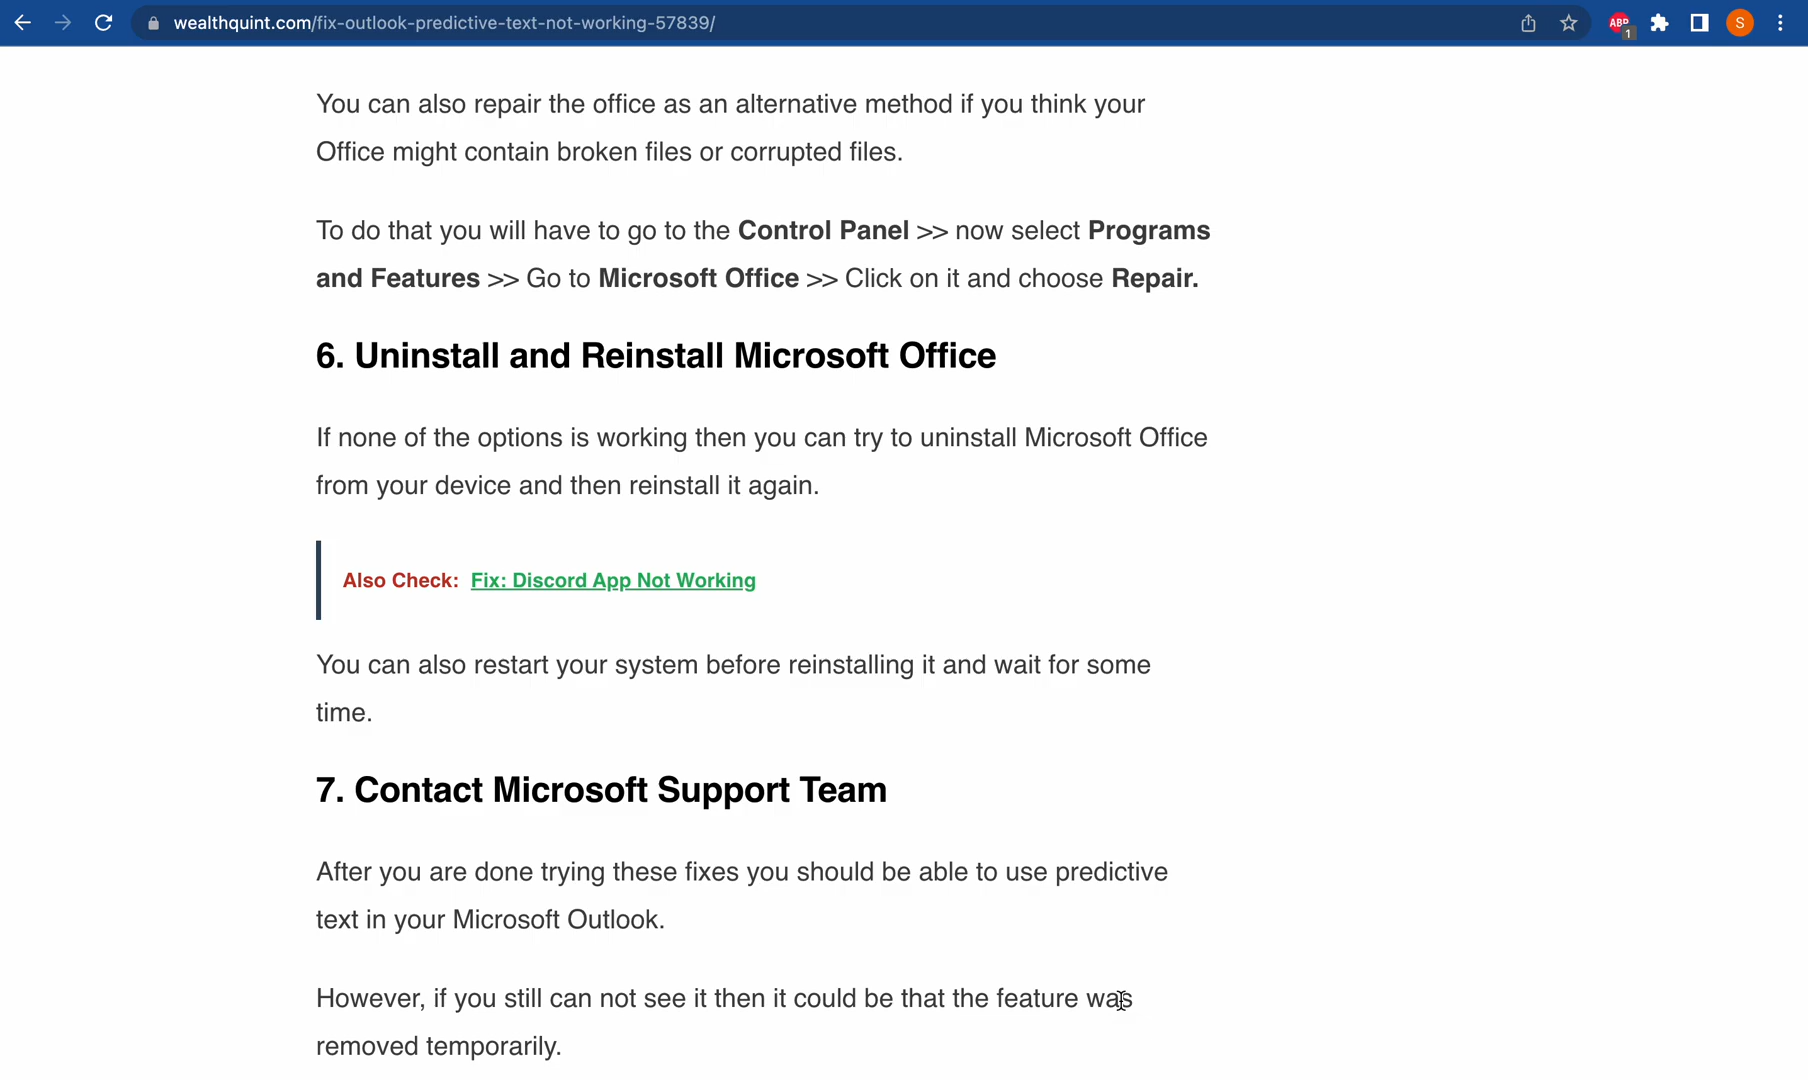 wealthquint.com/fix-outlook-predictive-text-not-working-57839/
ABP
1
S
You can also repair the office as an alternative method if you think your
Office might contain broken files or corrupted files.
To do that you will have to go to the Control Panel >> now select Programs
and Features >> Go to Microsoft Office >> Click on it and choose Repair.
6. Uninstall and Reinstall Microsoft Office
If none of the options is working then you can try to uninstall Microsoft Office
from your device and then reinstall it again.
Also Check: Fix: Discord App Not Working
You can also restart your system before reinstalling it and wait for some
time.
7. Contact Microsoft Support Team
After you are done trying these fixes you should be able to use predictive
text in your Microsoft Outlook.
However, if you still can not see it then it could be that the feature was
removed temporarily.